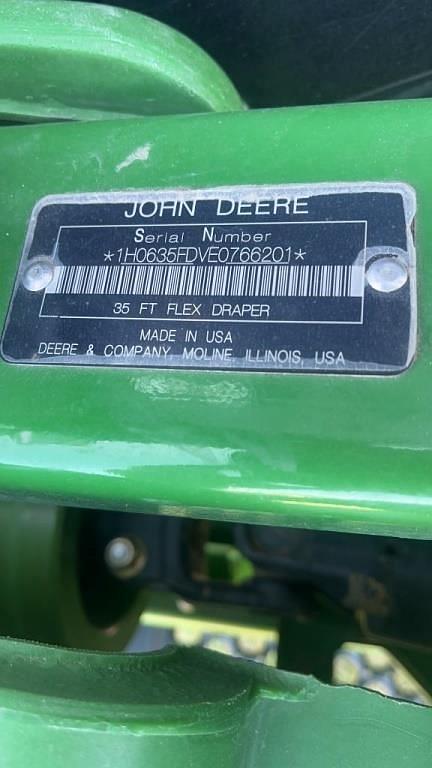 JOHN DEERE
Serial Number
*1H0635FDVE0766201*
35 FT FLEX DRAPER
MADE IN USA
DEERE & COMPANY, MOLINE, ILLINOIS, USA